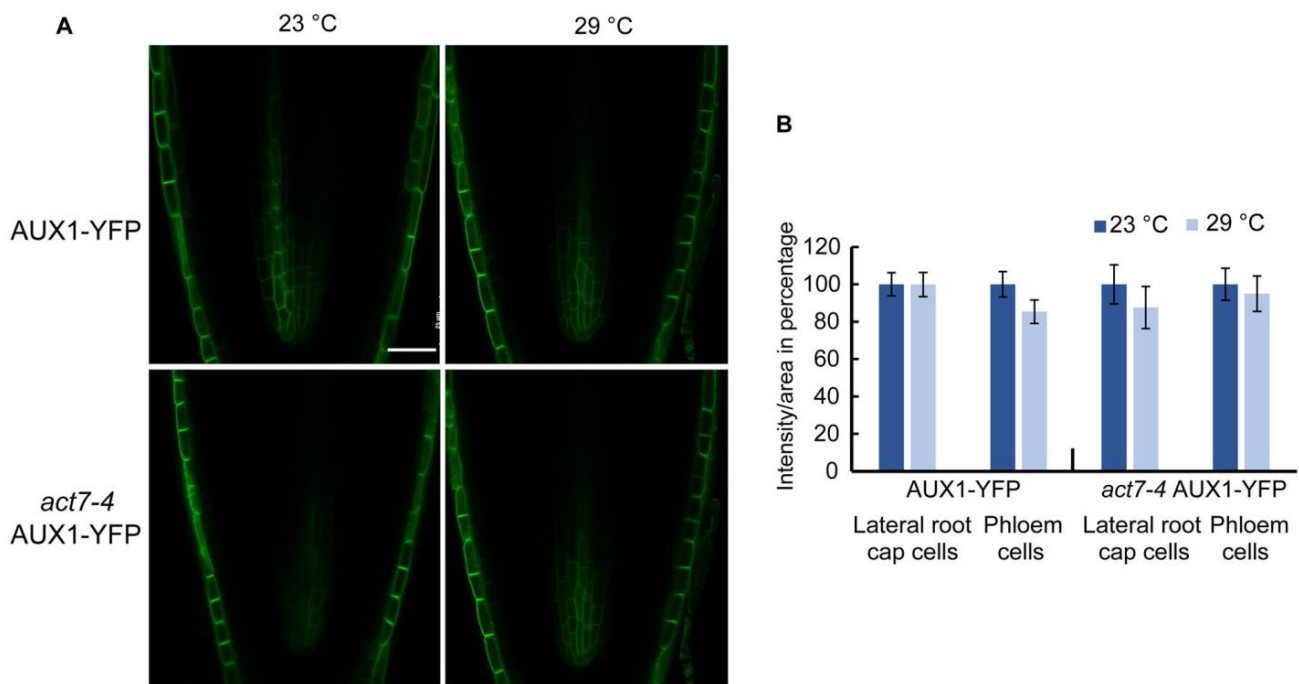 A
23 °C
29 °C
AUX1-YFP
act7-4
AUX1-YFP
B
23 °C
29 °C
Intensity/area in percentage
120
100
80
60
40
20
0
AUX1-YFP
act7-4 AUX1-YFP
Lateral root
cap cells
Phloem
cells
Lateral root
cap cells
Phloem
cells